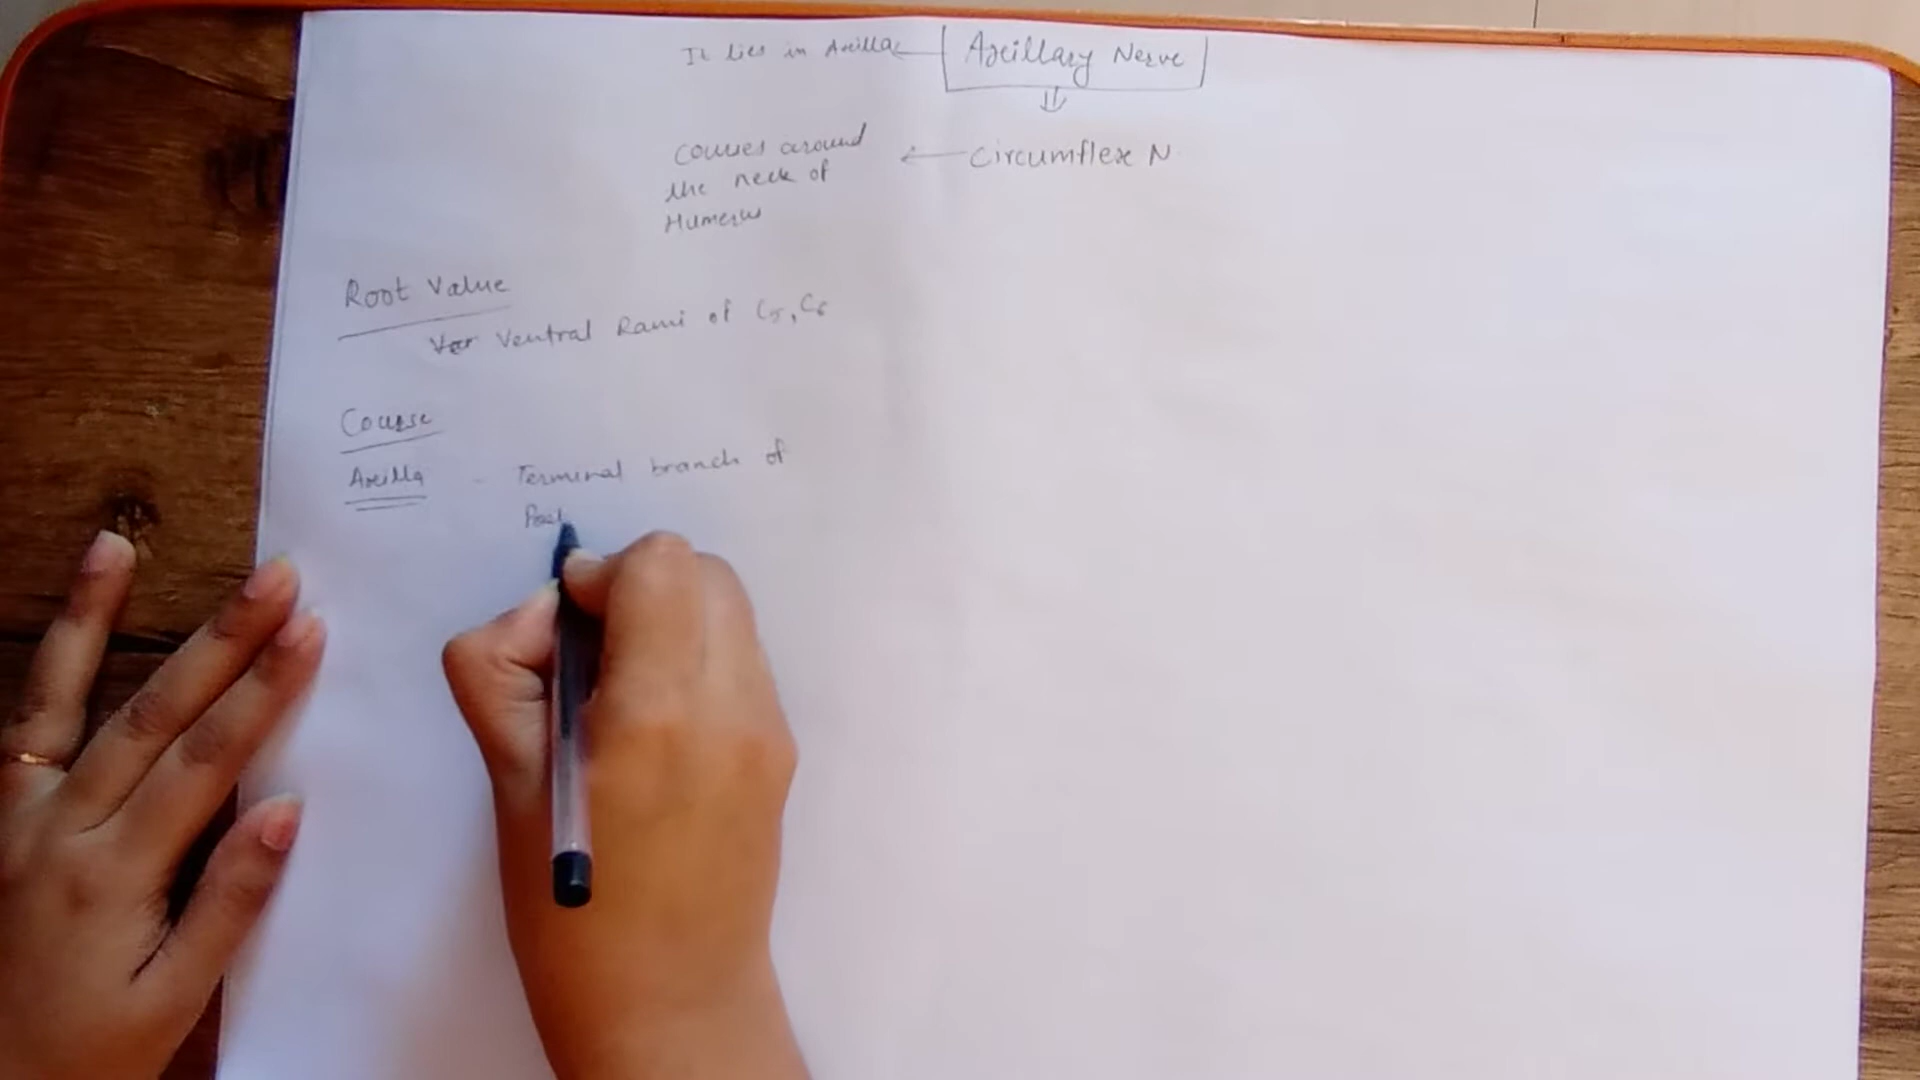 It lies in Axilla ← Axillary Nerve
⇓
Courses around ← Circumflex N
the neck of
Humerus
Root Value
Ventral Rami of C5, C6
Course
Axilla - Terminal branch of
Post